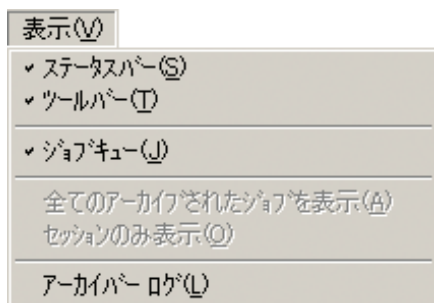 表示(V)
ステータスバー(S)
ツールバー(T)
ジョブキュー(J)
全てのアーカイブされたジョブを表示(A)
セッションのみ表示(O)
アーカイバー ログ(L)